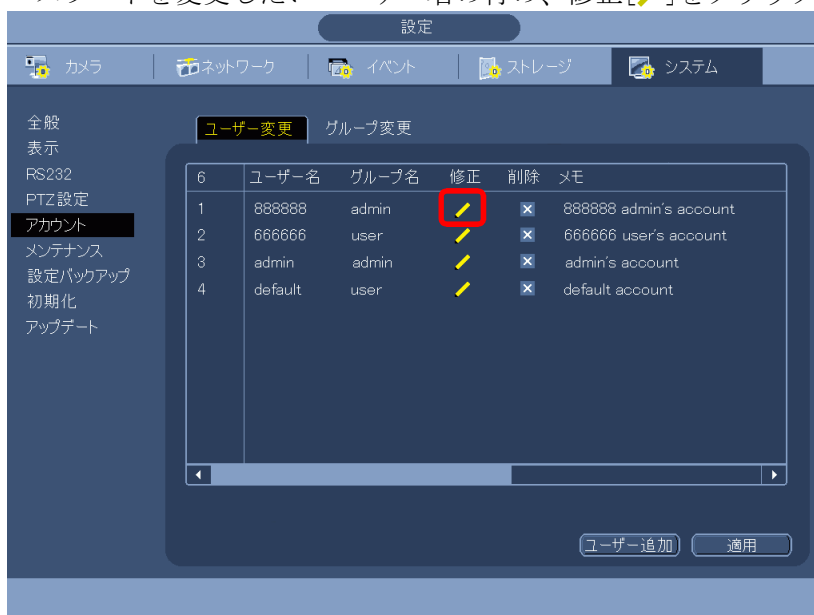 設定
カメラ ネットワーク イベント ストレージ システム
全般
表示
RS232
PTZ設定
アカウント
メンテナンス
設定バックアップ
初期化
アップデート
ユーザー変更 グループ変更
6 ユーザー名 グループ名 修正 削除 メモ
1 888888 admin 888888 admin's account
2 666666 user 666666 user's account
3 admin admin admin's account
4 default user default account
ユーザー追加 適用